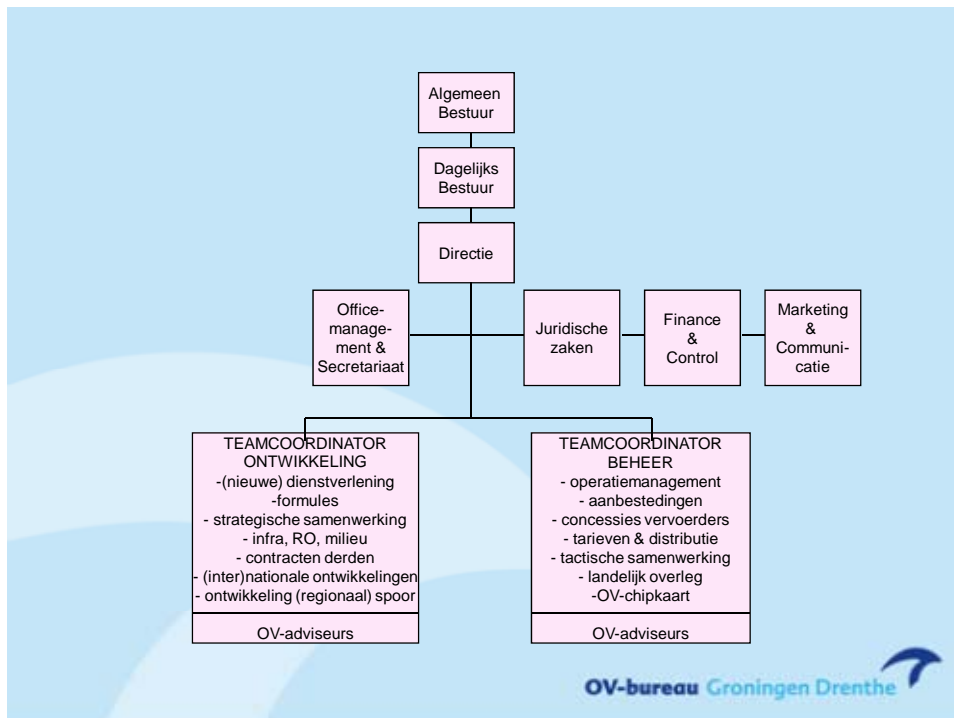 Algemeen
Bestuur
Dagelijks
Bestuur
Directie
Office-
manage-
ment &
Secretariaat
Juridische
zaken
Finance
&
Control
Marketing
&
Communi-
catie
TEAMCOORDINATOR
ONTWIKKELING
-(nieuwe) dienstverlening
-formules
- strategische samenwerking
- infra, RO, milieu
- contracten derden
- (inter)nationale ontwikkelingen
- ontwikkeling (regionaal) spoor
OV-adviseurs
TEAMCOORDINATOR
BEHEER
- operatiemanagement
- aanbestedingen
- concessies vervoerders
- tarieven & distributie
- tactische samenwerking
- landelijk overleg
-OV-chipkaart
OV-adviseurs
OV-bureau Groningen Drenthe